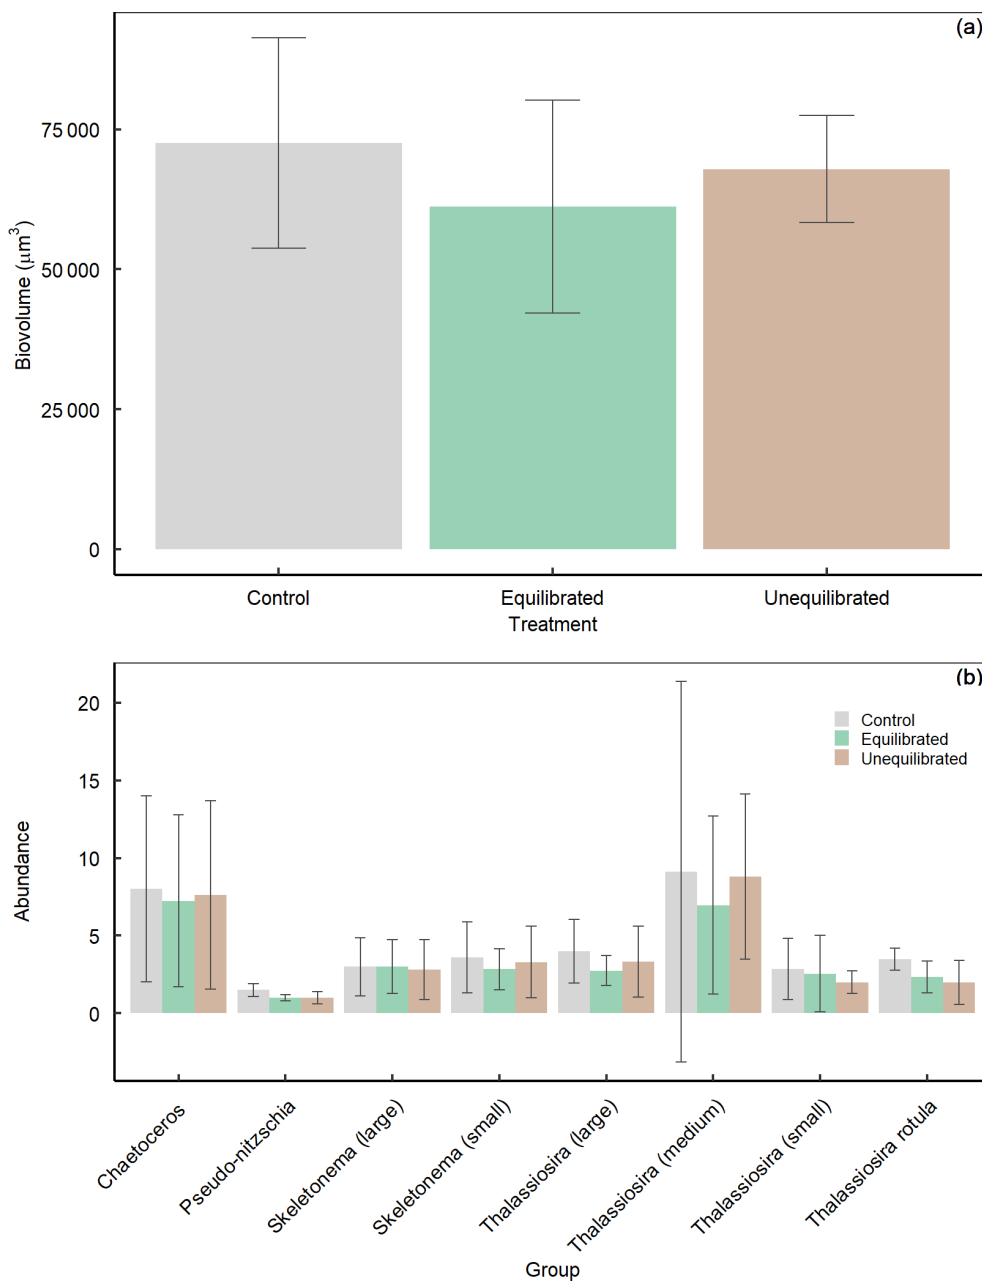 (a)
75 000
50 000
25 000
0
Biovolume (μm³)
Control
Equilibrated
Unequilibrated
Treatment
(b)
20
15
10
5
0
Abundance
Control
Equilibrated
Unequilibrated
Chaetoceros
Pseudo-nitzschia
Skeletonema (large)
Skeletonema (small)
Thalassiosira (large)
Thalassiosira (medium)
Thalassiosira (small)
Thalassiosira rotula
Group